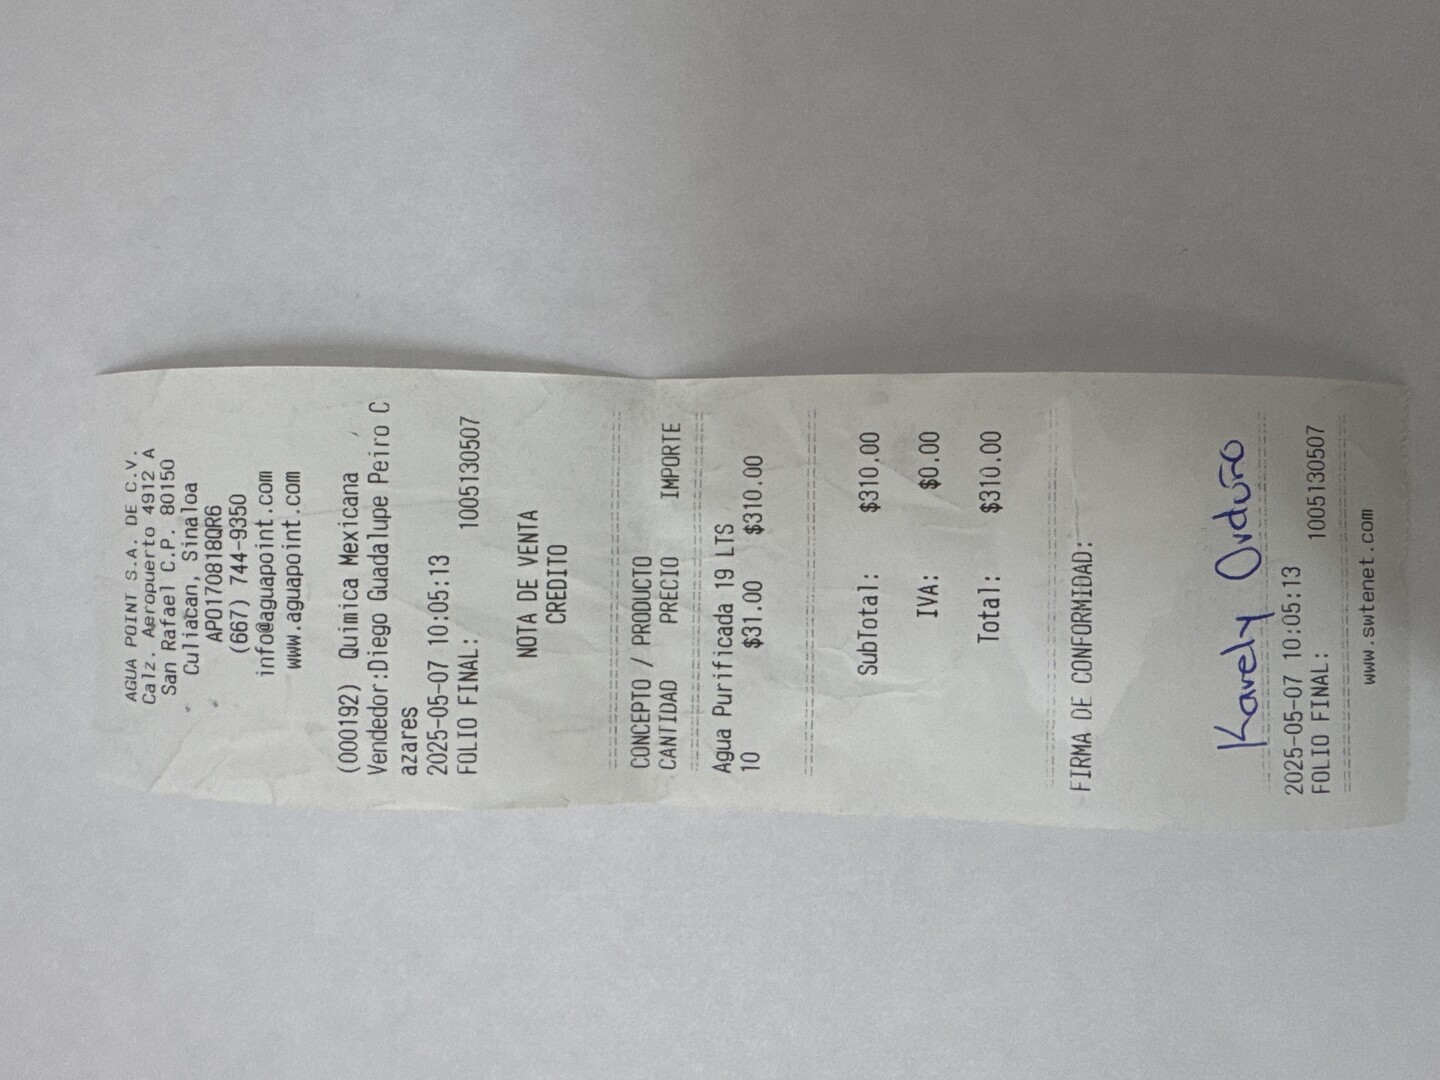 AGUA POINT S.A. DE C.V.
Calz. Aeropuerto 4912 A
San Rafael C.P. 80150
Culiacan, Sinaloa
APO170818QR6
(667) 744-9350
info@aguapoint.com
www.aguapoint.com
(000192) Quimica Mexicana
Vendedor:Diego Guadalupe Peiro C
azares
2025-05-07 10:05:13
FOLIO FINAL: 1005130507
NOTA DE VENTA
CREDITO
CONCEPTO / PRODUCTO
CANTIDAD PRECIO IMPORTE
Agua Purificada 19 LTS
10 $31.00 $310.00
SubTotal: $310.00
IVA: $0.00
Total: $310.00
FIRMA DE CONFORMIDAD:
Karely Orduño
2025-05-07 10:05:13
FOLIO FINAL: 1005130507
www.swtenet.com